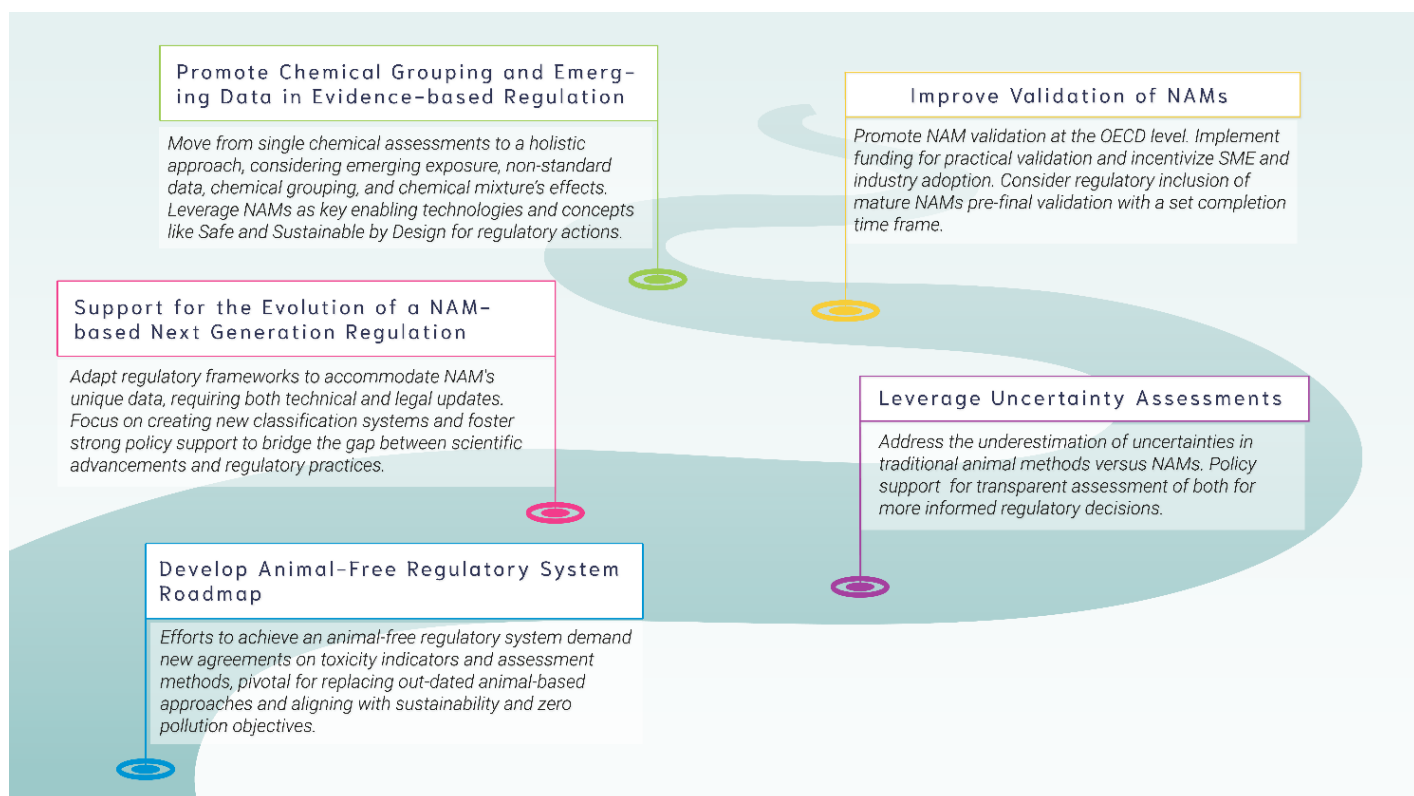 Promote Chemical Grouping and Emerg-
ing Data in Evidence-based Regulation
Move from single chemical assessments to a holistic
approach, considering emerging exposure, non-standard
data, chemical grouping, and chemical mixture's effects.
Leverage NAMs as key enabling technologies and concepts
like Safe and Sustainable by Design for regulatory actions.
Improve Validation of NAMs
Promote NAM validation at the OECD level. Implement
funding for practical validation and incentivize SME and
industry adoption. Consider regulatory inclusion of
mature NAMs pre-final validation with a set completion
time frame.
Support for the Evolution of a NAM-
based Next Generation Regulation
Adapt regulatory frameworks to accommodate NAM's
unique data, requiring both technical and legal updates.
Focus on creating new classification systems and foster
strong policy support to bridge the gap between scientific
advancements and regulatory practices.
Leverage Uncertainty Assessments
Address the underestimation of uncertainties in
traditional animal methods versus NAMs. Policy
support for transparent assessment of both for
more informed regulatory decisions.
Develop Animal-Free Regulatory System
Roadmap
Efforts to achieve an animal-free regulatory system demand
new agreements on toxicity indicators and assessment
methods, pivotal for replacing out-dated animal-based
approaches and aligning with sustainability and zero
pollution objectives.